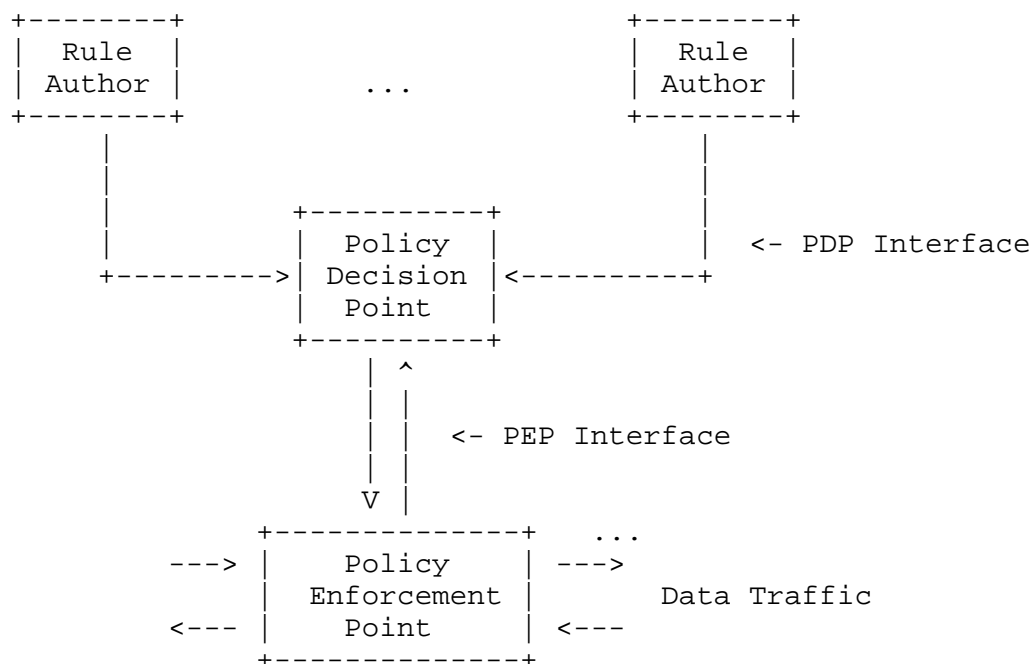 Rule Rule
Author ... Author
Policy <- PDP Interface
Decision
Point
<- PEP Interface
V
...
Policy
Enforcement Data Traffic
Point